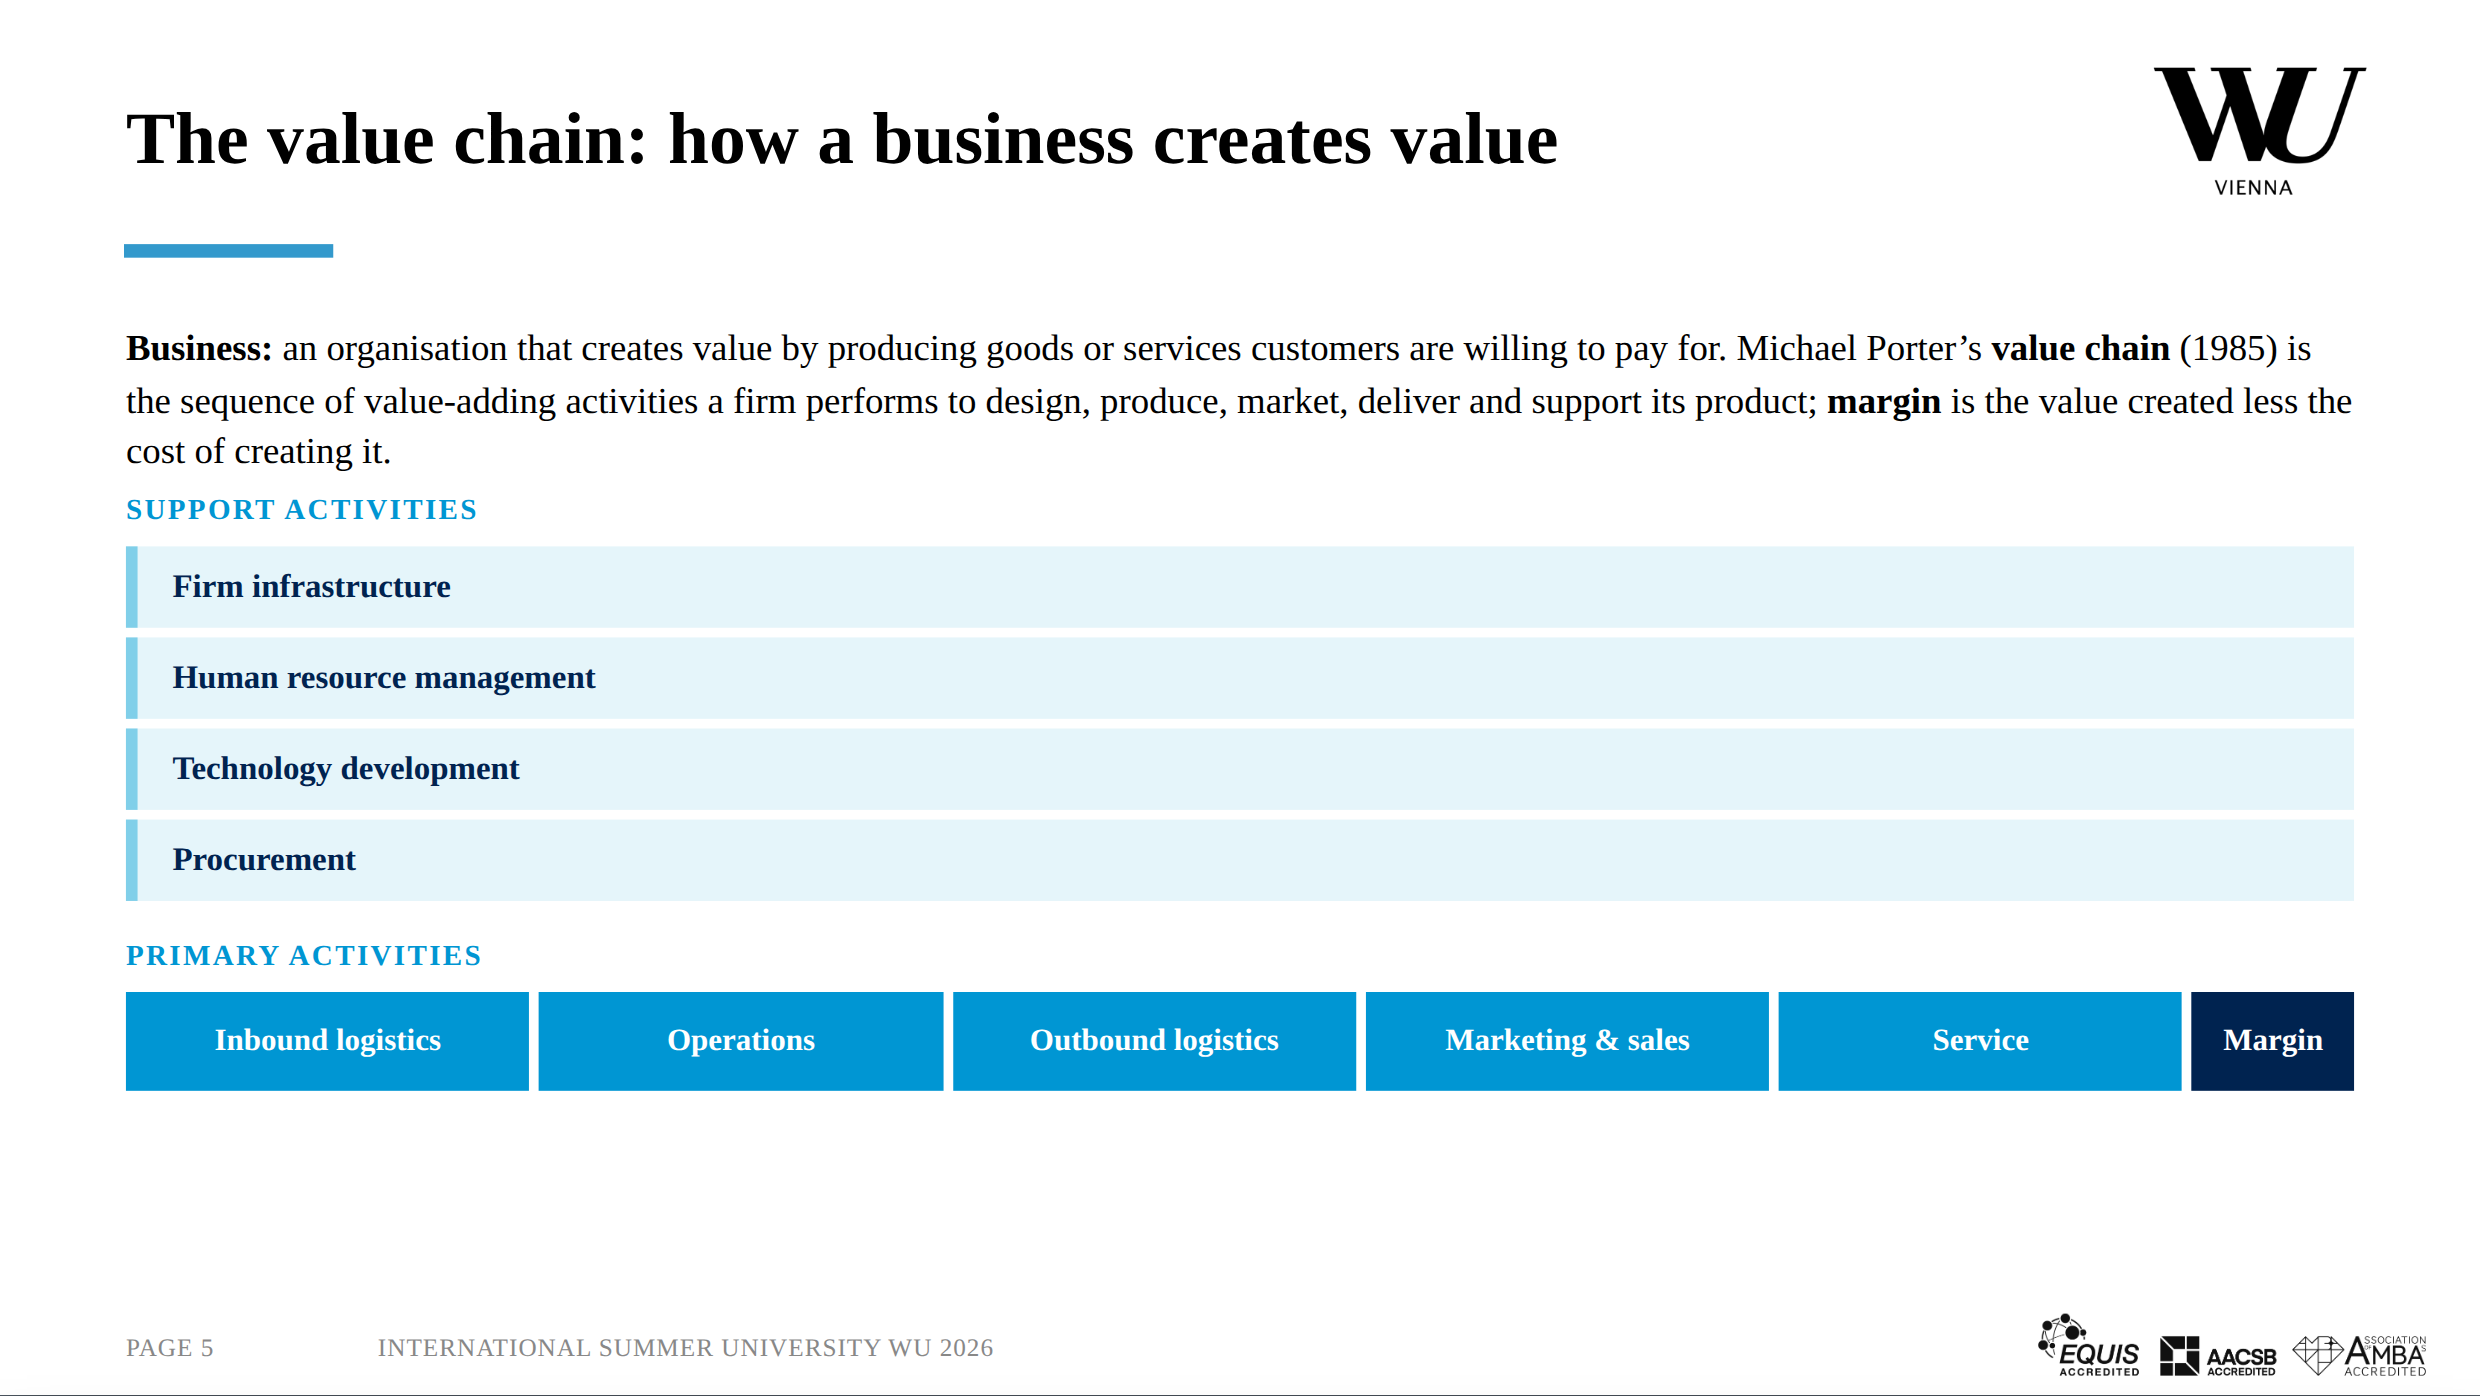 The value chain: how a business creates value
WU
VIENNA
Business: an organisation that creates value by producing goods or services customers are willing to pay for. Michael Porter’s value chain (1985) is
the sequence of value-adding activities a firm performs to design, produce, market, deliver and support its product; margin is the value created less the
cost of creating it.
SUPPORT ACTIVITIES
Firm infrastructure
Human resource management
Technology development
Procurement
PRIMARY ACTIVITIES
Inbound logistics
Operations
Outbound logistics
Marketing & sales
Service
Margin
PAGE 5
INTERNATIONAL SUMMER UNIVERSITY WU 2026
EQUIS
ACCREDITED
AACSB
ACCREDITED
ASSOCIATION
OF AMBAS
ACCREDITED